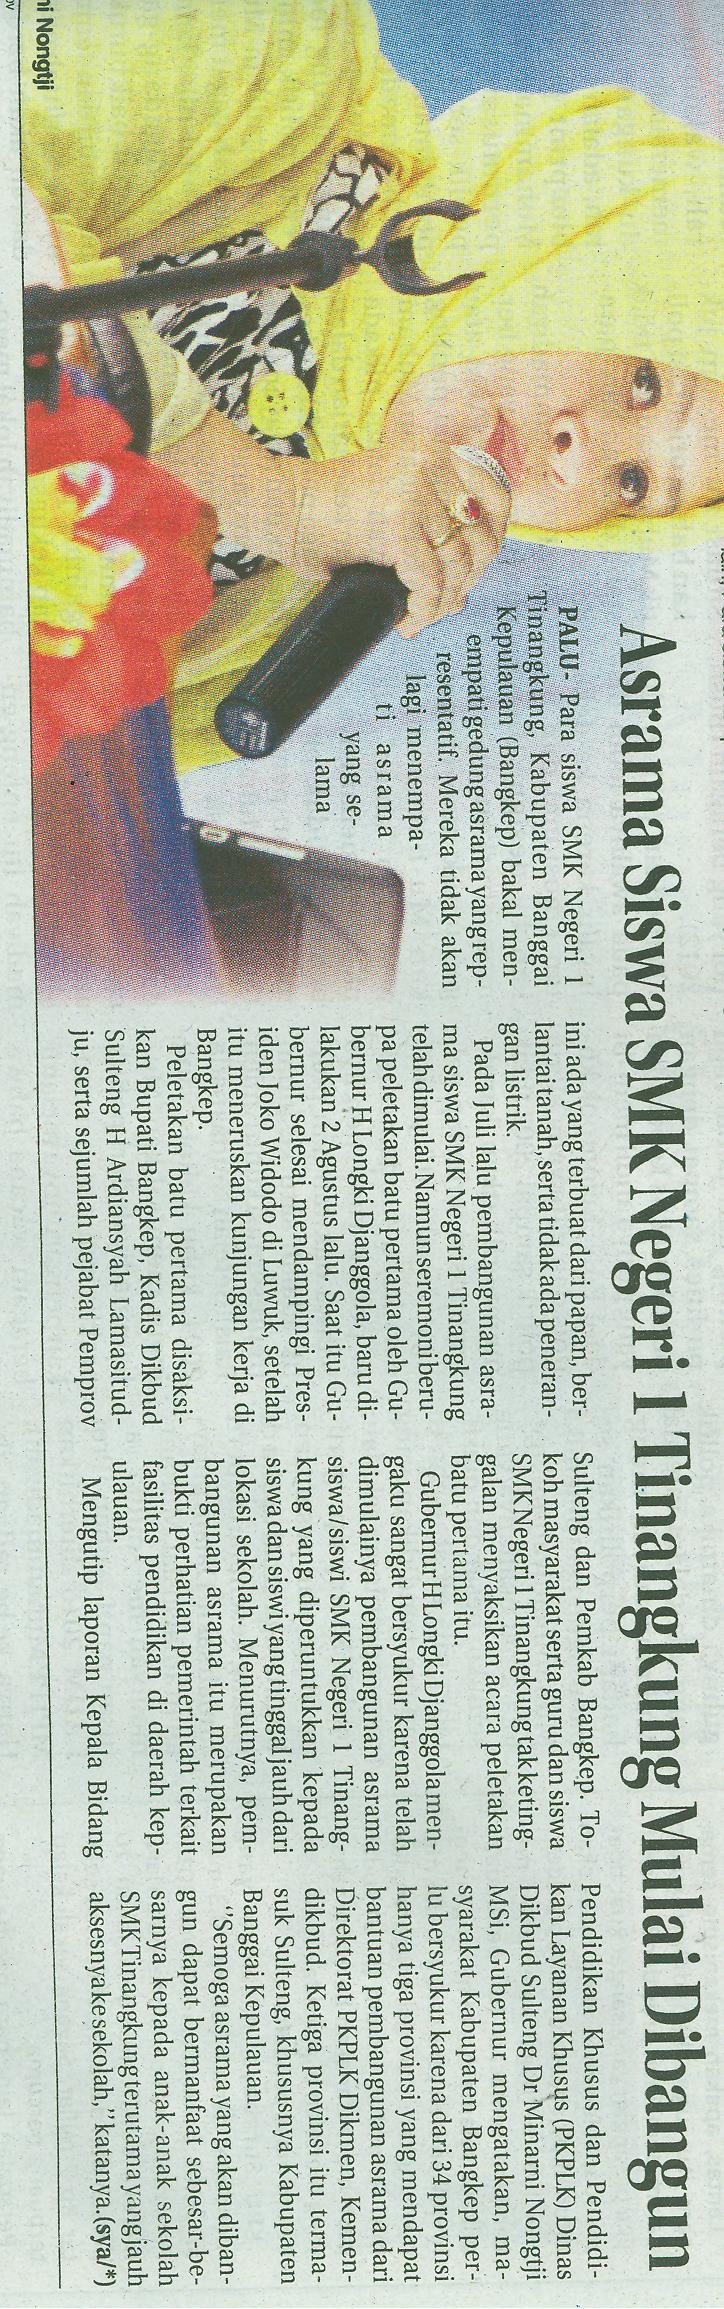 Asrama Siswa SMK Negeri 1 Tinangkung Mulai Dibangun
PALU- Para siswa SMK Negeri 1
Tinangkung, Kabupaten Banggai
Kepulauan (Bangkep) bakal men-
empati gedung asrama yang rep-
resentatif. Mereka tidak akan
lagi menempa-
ti asrama
yang se-
lama
ini ada yang terbuat dari papan, ber-
lantai tanah, serta tidak ada peneran-
gan listrik.
Pada Juli lalu pembangunan asra-
ma siswa SMK Negeri 1 Tinangkung
telah dimulai. Namun seremoni beru-
pa peletakan batu pertama oleh Gu-
bernur H Longki Djanggola, baru di-
lakukan 2 Agustus lalu. Saat itu Gu-
bernur selesai mendampingi Pres-
iden Joko Widodo di Luwuk, setelah
itu meneruskan kunjungan kerja di
Bangkep.
Peletakan batu pertama disaksi-
kan Bupati Bangkep, Kadis Dikbud
Sulteng H Ardiansyah Lamasitud-
ju, serta sejumlah pejabat Pemprov
Sulteng dan Pemkab Bangkep. To-
koh masyarakat serta guru dan siswa
SMK Negeri 1 Tinangkung tak keting-
galan menyaksikan acara peletakan
batu pertama itu.
Gubernur H Longki Djanggola men-
gaku sangat bersyukur karena telah
dimulainya pembangunan asrama
siswa/siswi SMK Negeri 1 Tinang-
kung yang diperuntukkan kepada
siswa dan siswi yang tinggal jauh dari
lokasi sekolah. Menurutnya, pem-
bangunan asrama itu merupakan
bukti perhatian pemerintah terkait
fasilitas pendidikan di daerah kep-
ulauan.
Mengutip laporan Kepala Bidang
Pendidikan Khusus dan Pendidi-
kan Layanan Khusus (PKPLK) Dinas
Dikbud Sulteng Dr Minarni Nongtji
MSi, Gubernur mengatakan, ma-
syarakat Kabupaten Bangkep per-
lu bersyukur karena dari 34 provinsi
hanya tiga provinsi yang mendapat
bantuan pembangunan asrama dari
Direktorat PKPLK Dikmen, Kemen-
dikbud. Ketiga provinsi itu terma-
suk Sulteng, khususnya Kabupaten
Banggai Kepulauan.
"Semoga asrama yang akan diban-
gun dapat bermanfaat sebesar-be-
sarnya kepada anak-anak sekolah
SMK Tinangkung terutama yang jauh
aksesnya ke sekolah," katanya.(sya/*)
ni Nongtji